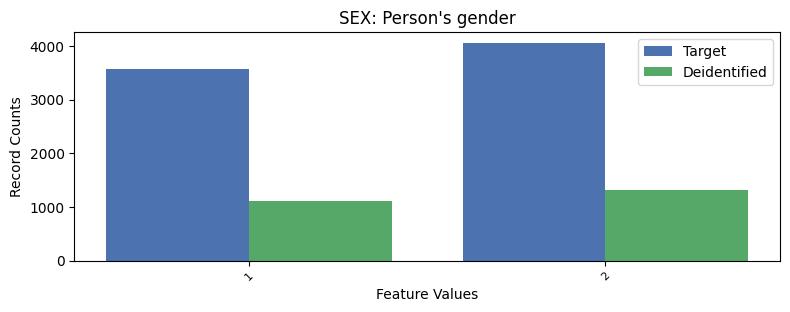 SEX: Person's gender
Target
Deidentified
4000
3000
2000
1000
0
Record Counts
1
2
Feature Values